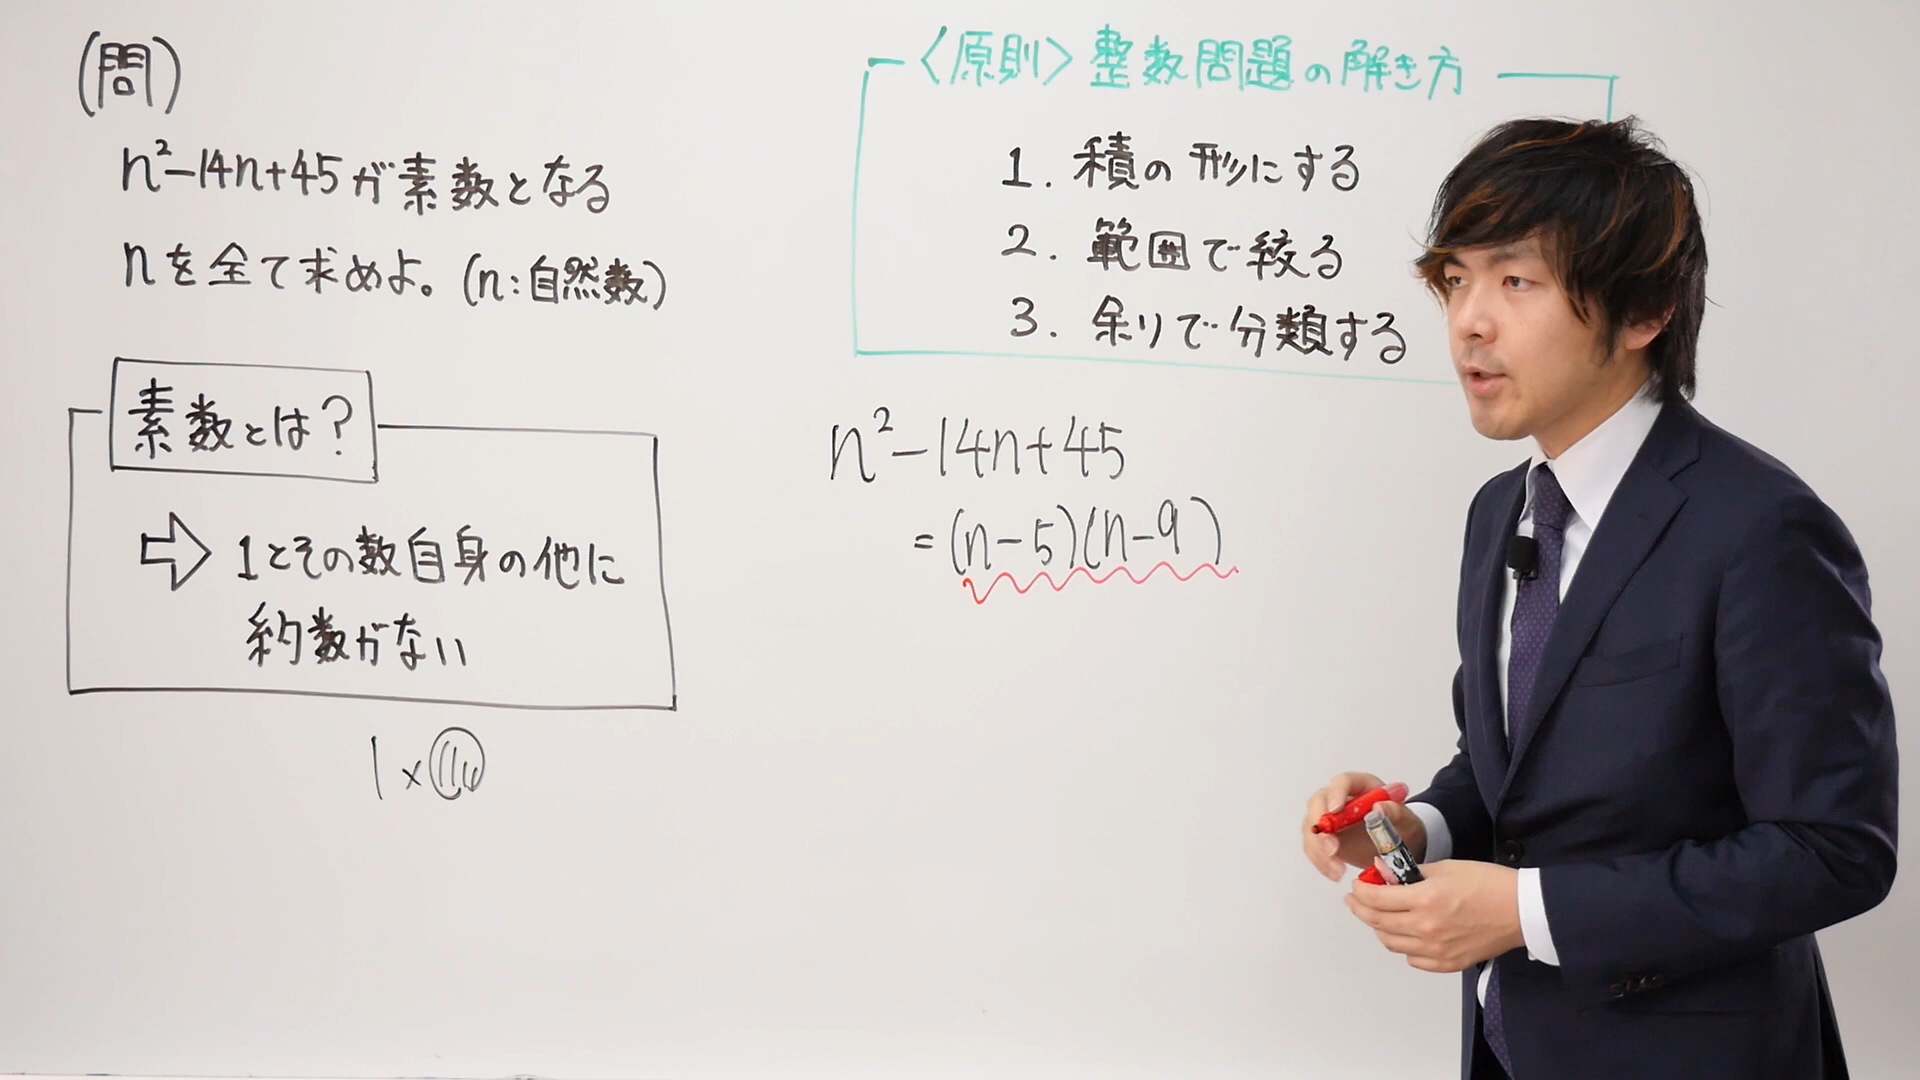 (問)
n²-14n+45が素数となる
nを全て求めよ。(n:自然数)
素数とは?
⇨ 1とその数自身の他に
約数がない
1×
〈原則〉整数問題の解き方
1. 積の形にする
2. 範囲で絞る
3. 余りで分類する
n²-14n+45
=(n-5)(n-9)